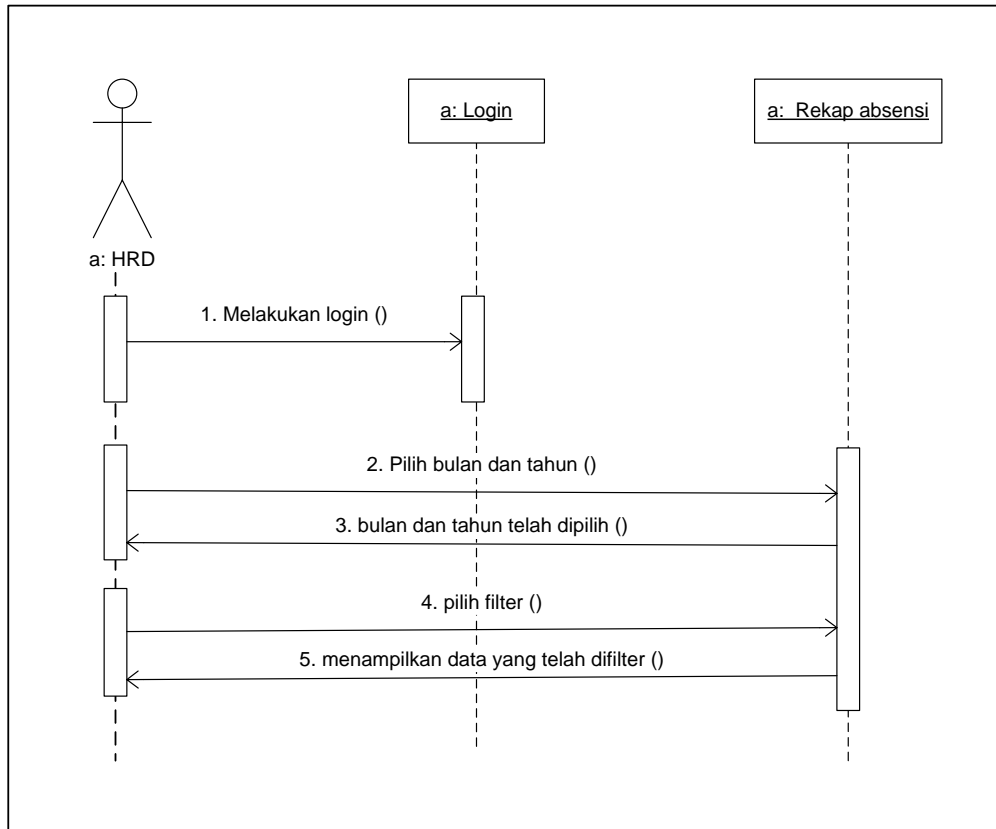 a: Login
a: Rekap absensi
a: HRD
1. Melakukan login ()
2. Pilih bulan dan tahun ()
3. bulan dan tahun telah dipilih ()
4. pilih filter ()
5. menampilkan data yang telah difilter ()